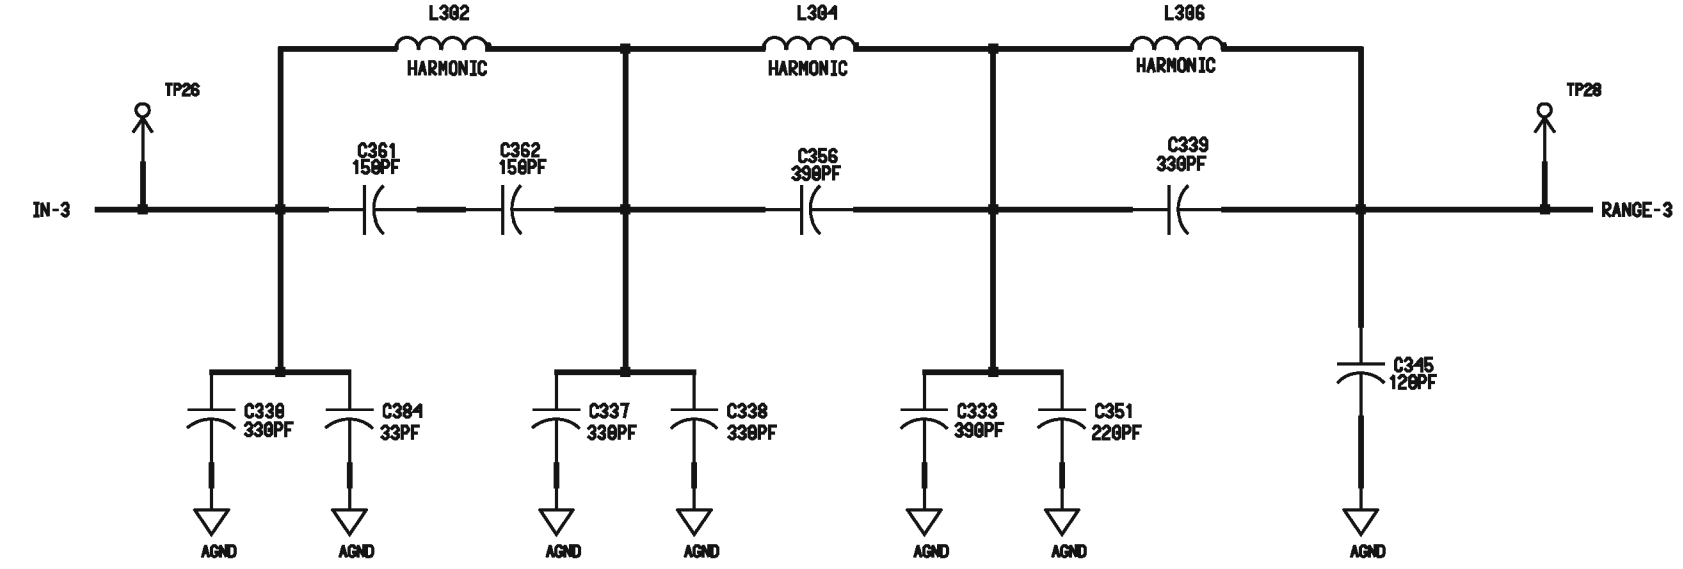 L302
L304
L306
HARMONIC
HARMONIC
HARMONIC
TP26
TP28
C361
150PF
C362
150PF
C356
390PF
C339
330PF
IN-3
RANGE-3
C345
120PF
C330
330PF
C384
33PF
C337
330PF
C338
330PF
C333
390PF
C351
220PF
AGND
AGND
AGND
AGND
AGND
AGND
AGND